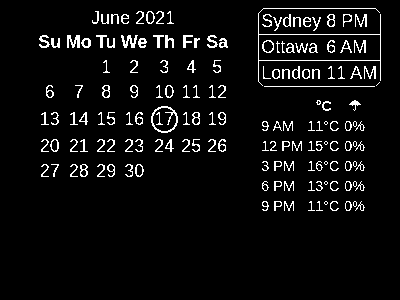 June 2021
Su Mo Tu We Th Fr Sa
1 2 3 4 5
6 7 8 9 10 11 12
13 14 15 16 17 18 19
20 21 22 23 24 25 26
27 28 29 30
Sydney 8 PM
Ottawa 6 AM
London 11 AM
°C
9 AM 11°C 0%
12 PM 15°C 0%
3 PM 16°C 0%
6 PM 13°C 0%
9 PM 11°C 0%